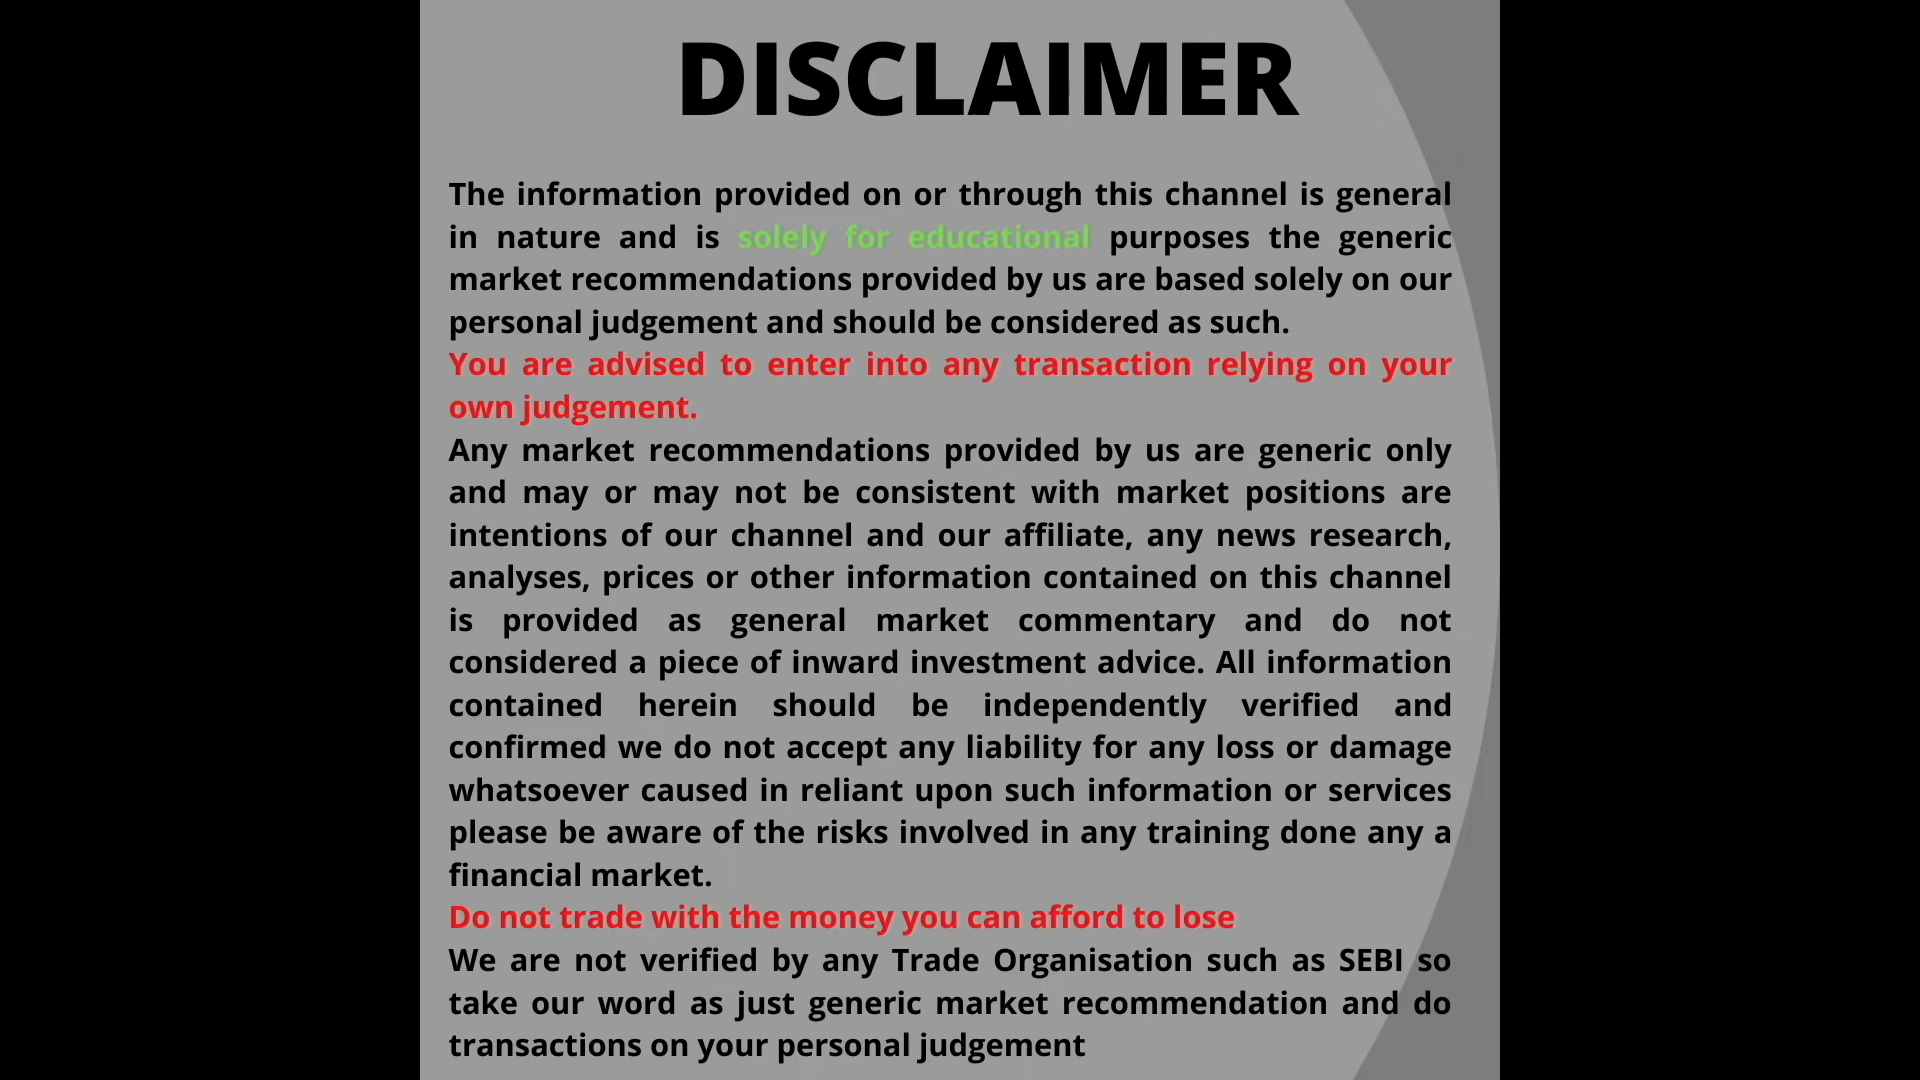 DISCLAIMER
The information provided on or through this channel is general
in nature and is solely for educational purposes the generic
market recommendations provided by us are based solely on our
personal judgement and should be considered as such.
You are advised to enter into any transaction relying on your
own judgement.
Any market recommendations provided by us are generic only
and may or may not be consistent with market positions are
intentions of our channel and our affiliate, any news research,
analyses, prices or other information contained on this channel
is provided as general market commentary and do not
considered a piece of inward investment advice. All information
contained herein should be independently verified and
confirmed we do not accept any liability for any loss or damage
whatsoever caused in reliant upon such information or services
please be aware of the risks involved in any training done any a
financial market.
Do not trade with the money you can afford to lose
We are not verified by any Trade Organisation such as SEBI so
take our word as just generic market recommendation and do
transactions on your personal judgement